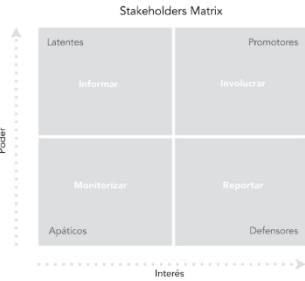 Stakeholders Matrix
Latentes
Promotores
Informar
Involucrar
Poder
Monitorizar
Reportar
Apáticos
Defensores
Interés